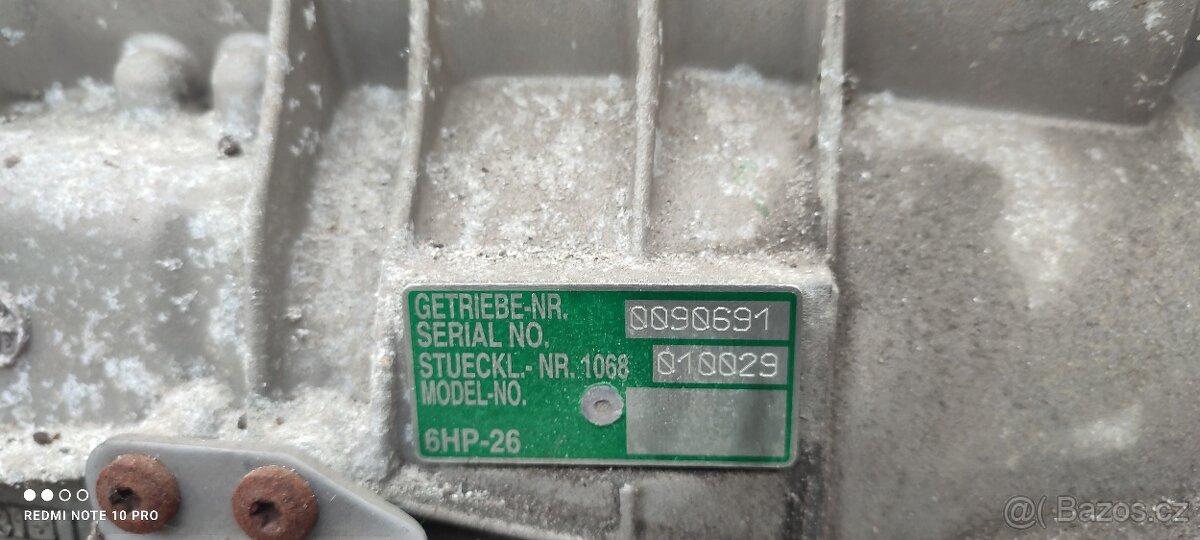 GETRIEBE-NR.
SERIAL NO. 0090691
STUECKL.- NR. 1068 010029
MODEL-NO.
6HP-26
REDMI NOTE 10 PRO
@( Bazos.cz